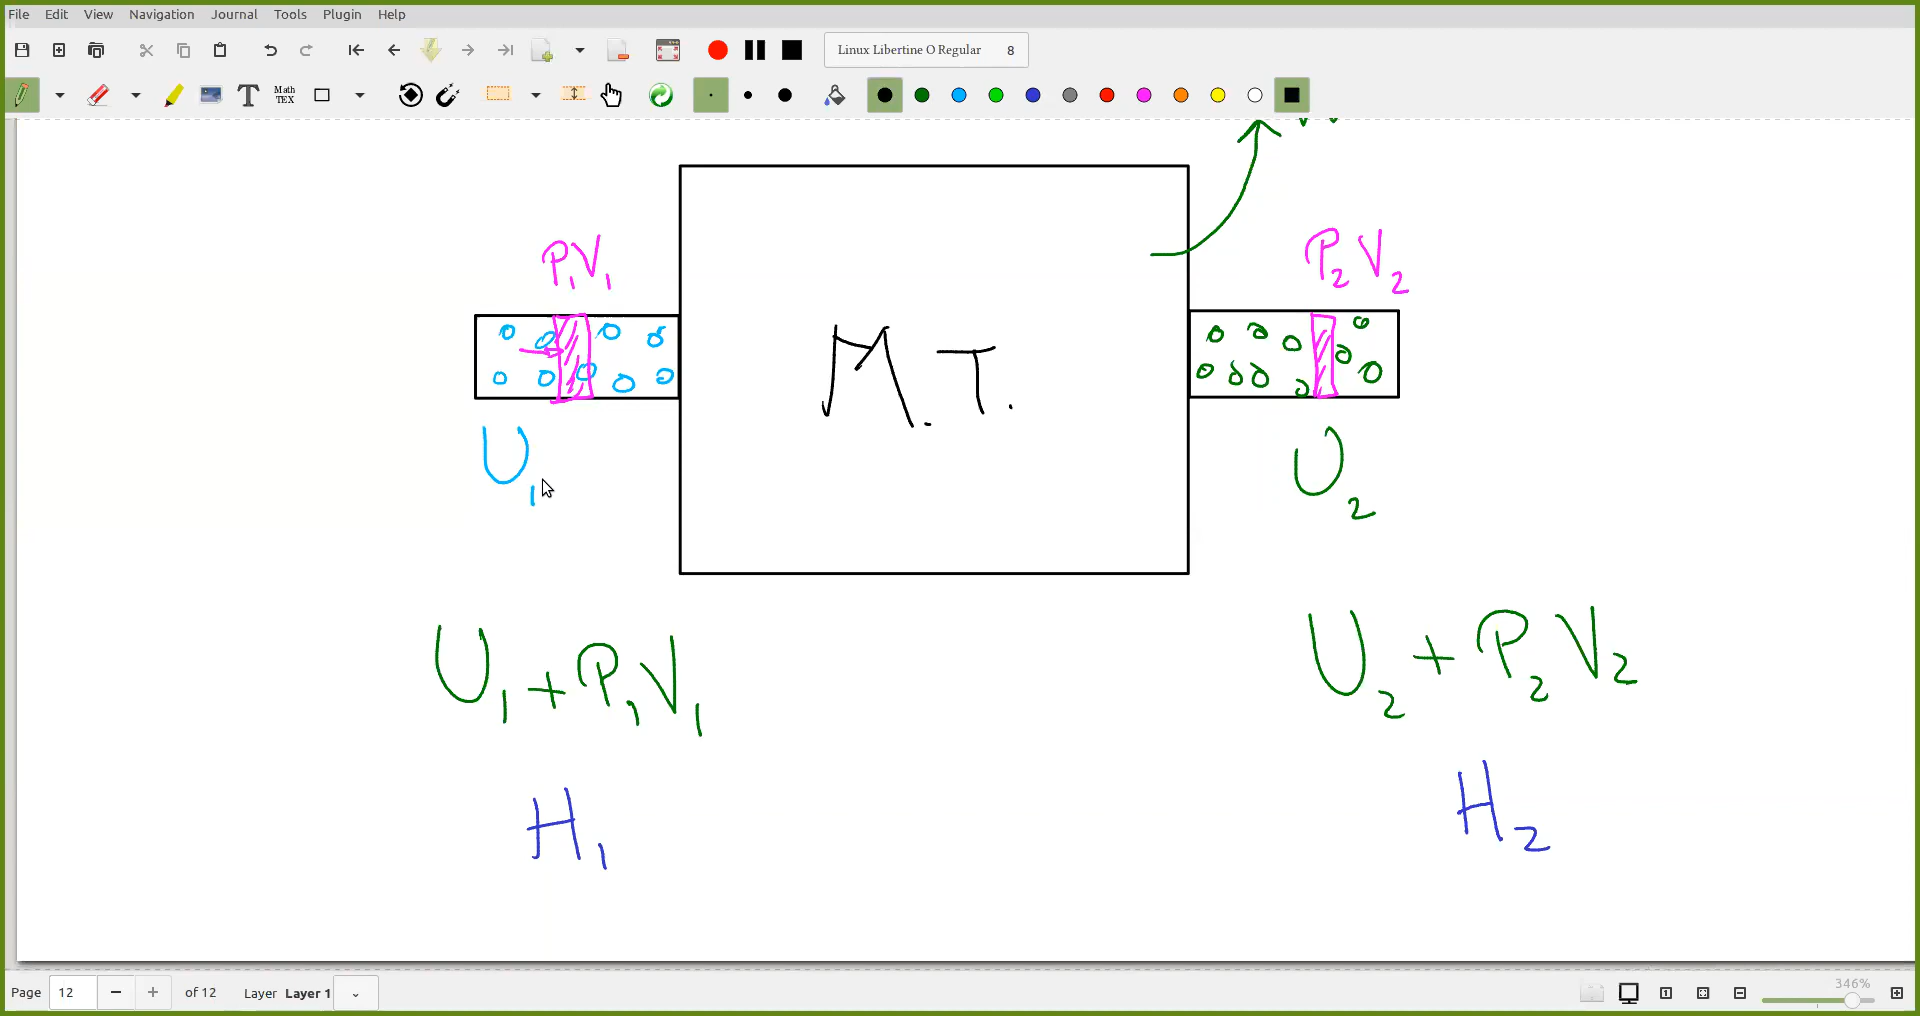 File Edit View Navigation Journal Tools Plugin Help
Linux Libertine O Regular 8
T Math TEX
P₁V₁
P₂V₂
M.T.
U₁
U₂
U₁+P₁V₁
U₂+P₂V₂
H₁
H₂
Page 12 of 12 Layer Layer 1 346%